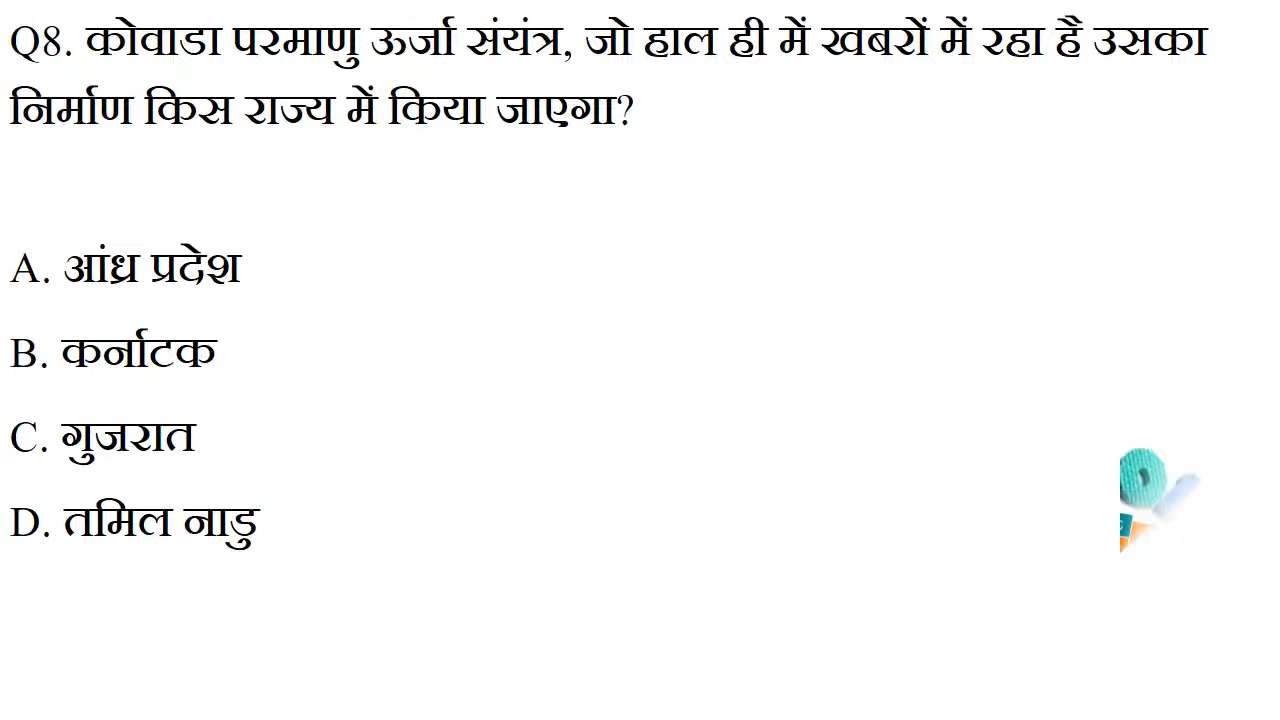 Q8. कोवाडा परमाणु ऊर्जा संयंत्र, जो हाल ही में खबरों में रहा है उसका
निर्माण किस राज्य में किया जाएगा?
A. आंध्र प्रदेश
B. कर्नाटक
C. गुजरात
D. तमिल नाडु